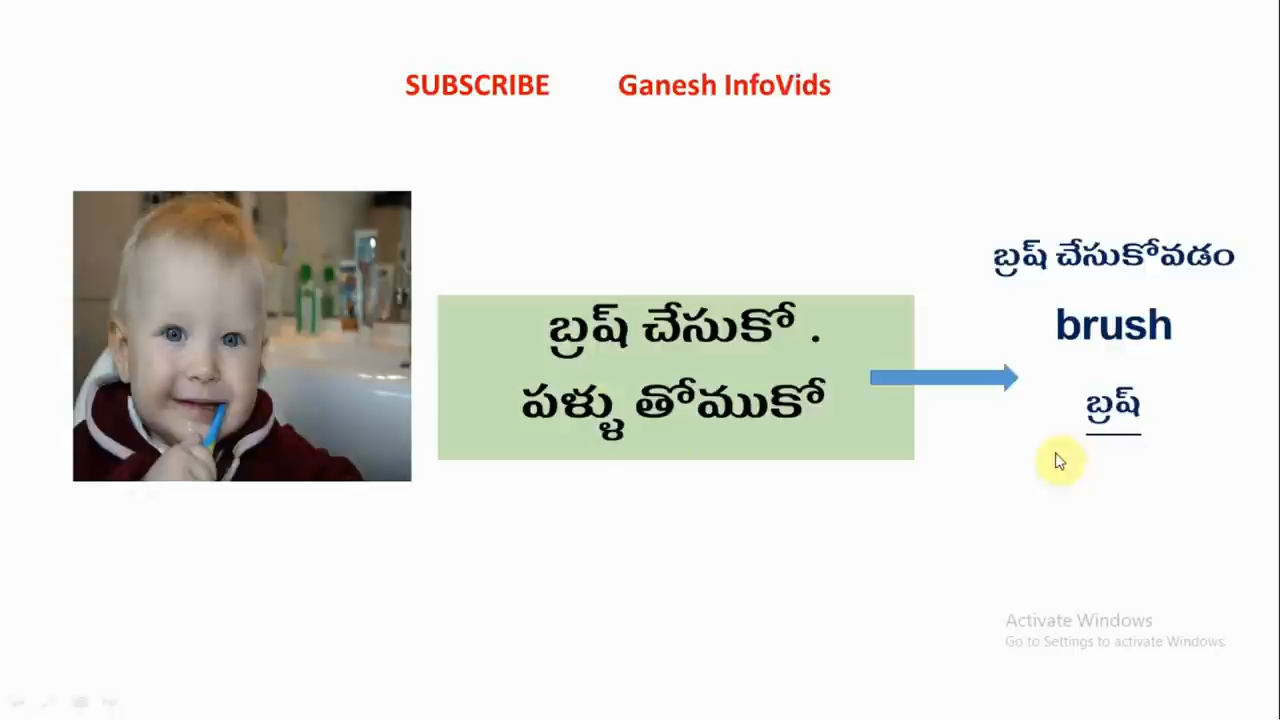 SUBSCRIBE Ganesh InfoVids
బ్రష్ చేసుకోవడం
బ్రష్ చేసుకో .
brush
పళ్ళు తోముకో
బ్రష్
Activate Windows
Go to Settings to activate Windows.